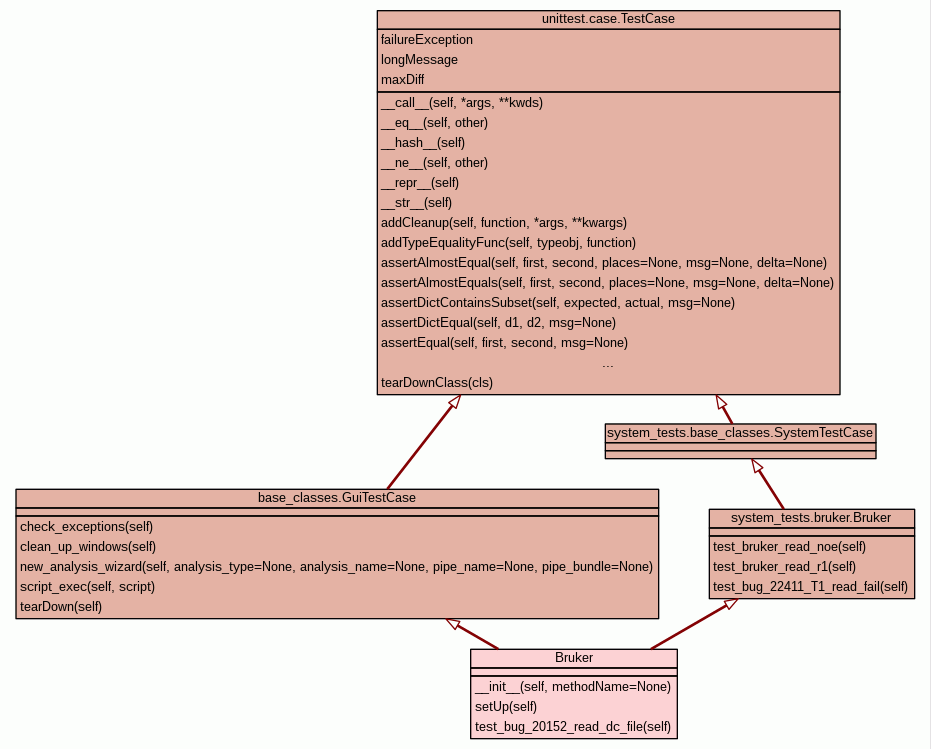 unittest.case.TestCase
failureException
longMessage
maxDiff
__call__(self, *args, **kwds)
__eq__(self, other)
__hash__(self)
__ne__(self, other)
__repr__(self)
__str__(self)
addCleanup(self, function, *args, **kwargs)
addTypeEqualityFunc(self, typeobj, function)
assertAlmostEqual(self, first, second, places=None, msg=None, delta=None)
assertAlmostEquals(self, first, second, places=None, msg=None, delta=None)
assertDictContainsSubset(self, expected, actual, msg=None)
assertDictEqual(self, d1, d2, msg=None)
assertEqual(self, first, second, msg=None)
...
tearDownClass(cls)
system_tests.base_classes.SystemTestCase
base_classes.GuiTestCase
check_exceptions(self)
clean_up_windows(self)
new_analysis_wizard(self, analysis_type=None, analysis_name=None, pipe_name=None, pipe_bundle=None)
script_exec(self, script)
tearDown(self)
system_tests.bruker.Bruker
test_bruker_read_noe(self)
test_bruker_read_r1(self)
test_bug_22411_T1_read_fail(self)
Bruker
__init__(self, methodName=None)
setUp(self)
test_bug_20152_read_dc_file(self)